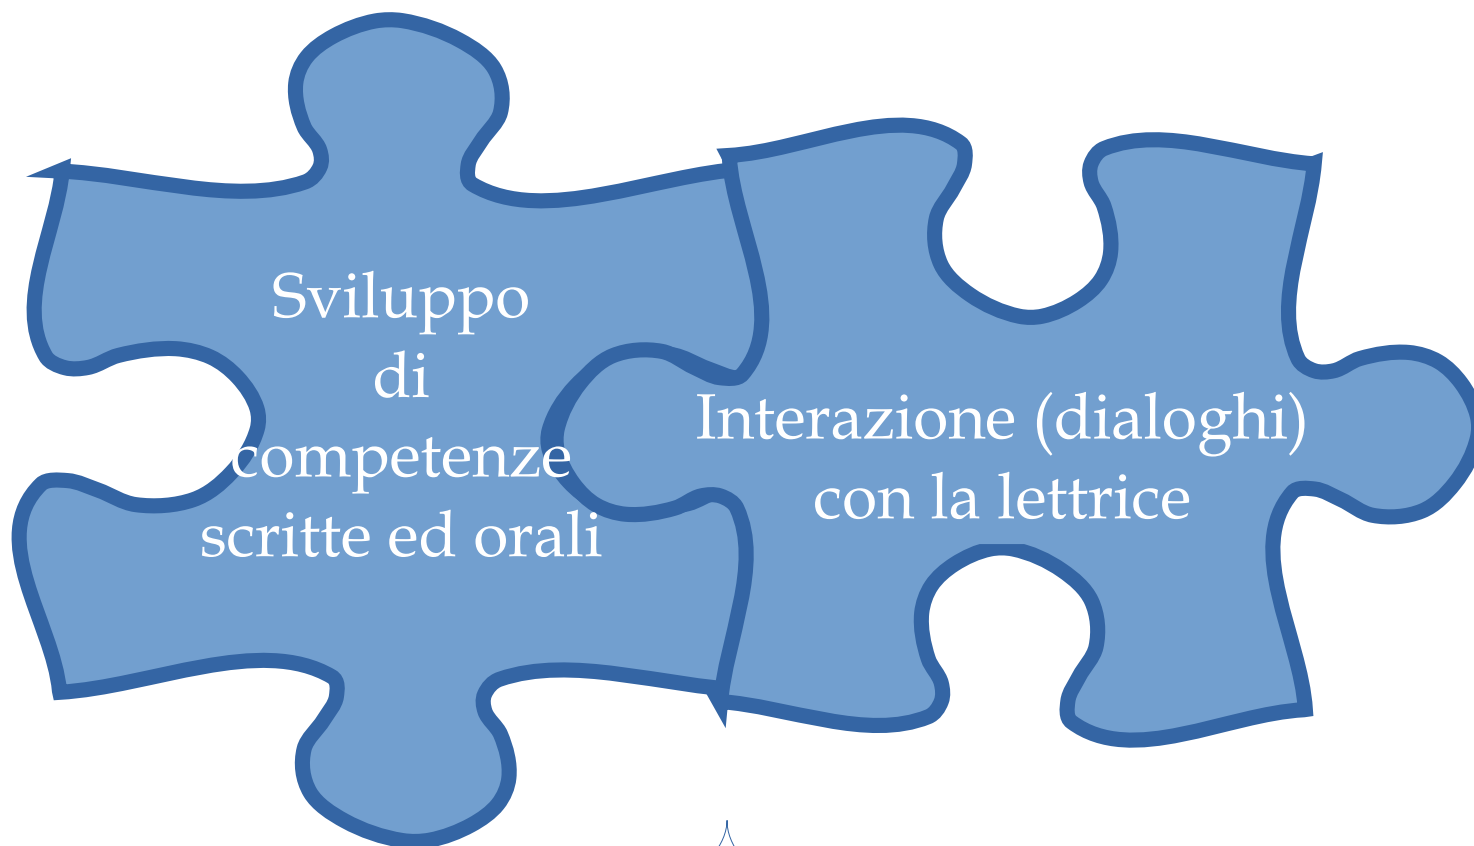 Sviluppo
di
competenze
scritte ed orali
Interazione (dialoghi)
con la lettrice